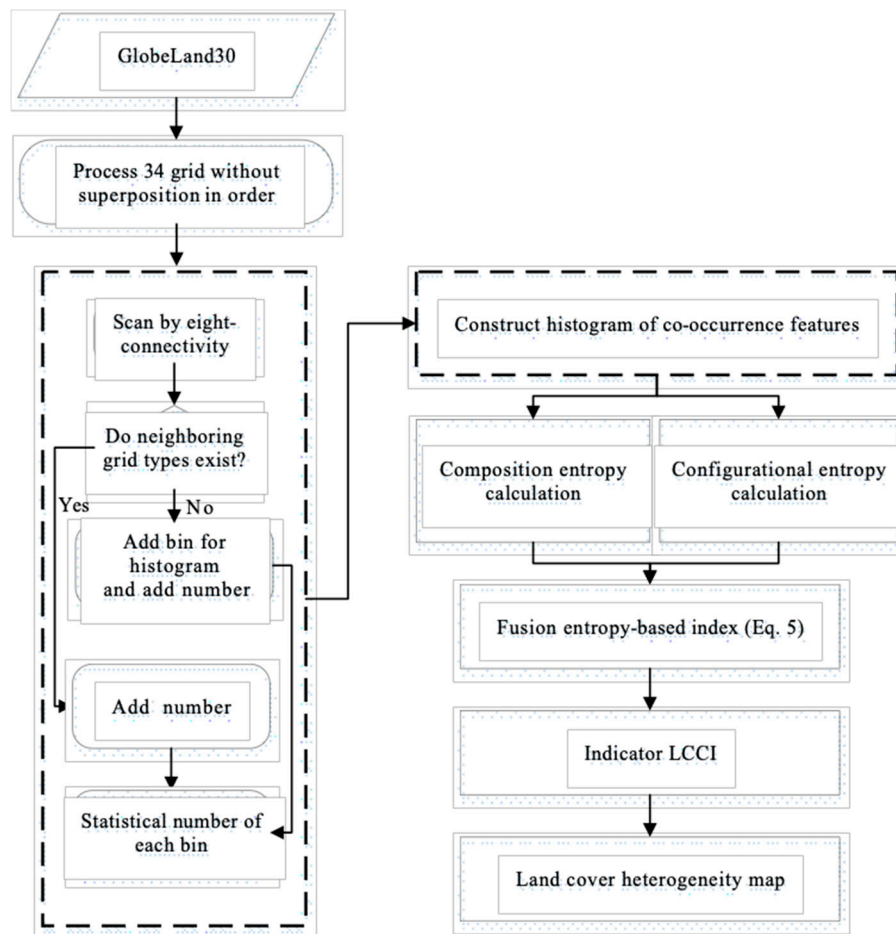 GlobeLand30
Process 34 grid without
superposition in order
Scan by eight-
connectivity
Do neighboring
grid types exist?
Yes
No
Add bin for
histogram
and add number
Add number
Statistical number of
each bin
Construct histogram of co-occurrence features
Composition entropy
calculation
Configurational entropy
calculation
Fusion entropy-based index (Eq. 5)
Indicator LCCI
Land cover heterogeneity map